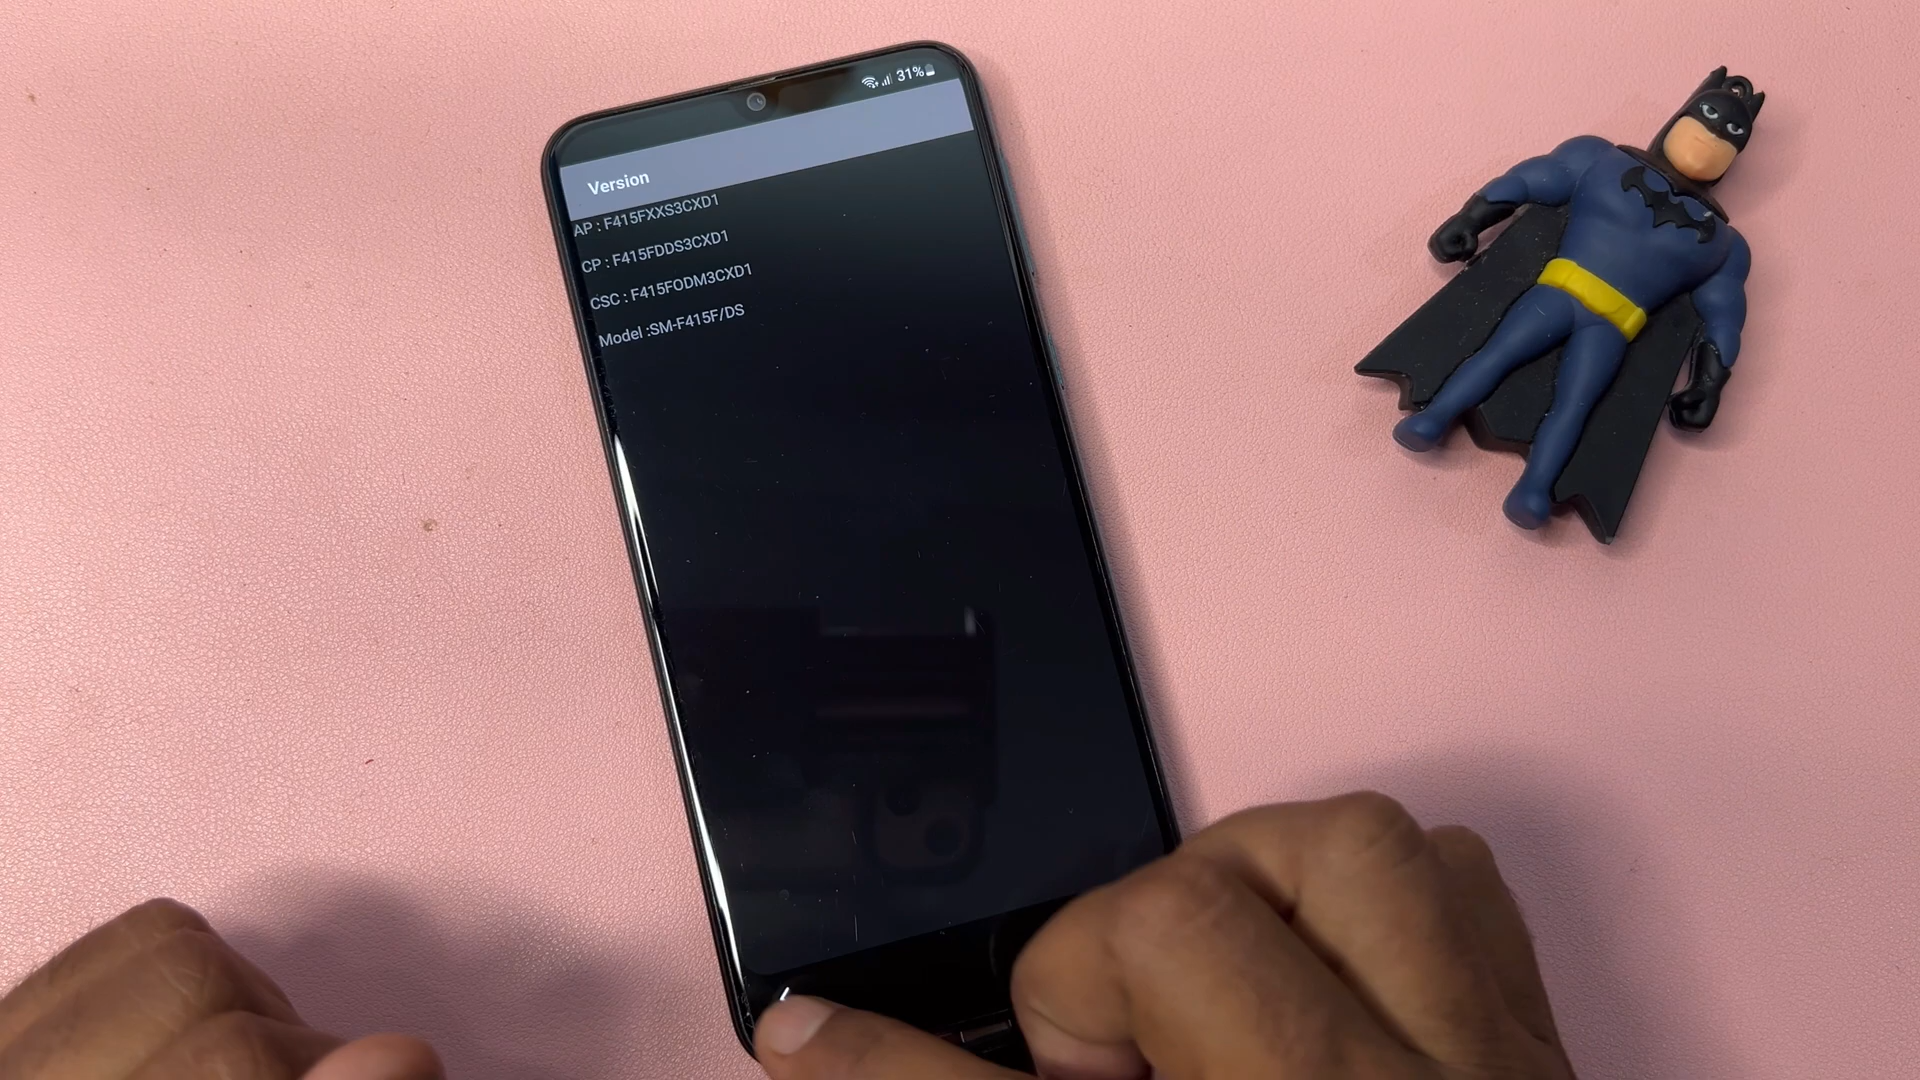 31%
Version
AP : F415FXXS3CXD1
CP : F415FDDS3CXD1
CSC : F415FODM3CXD1
Model :SM-F415F/DS